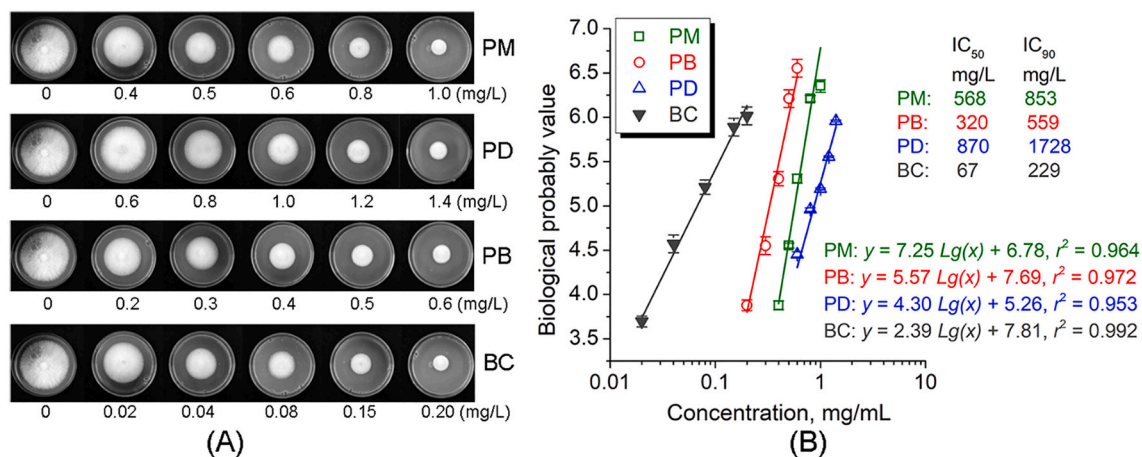 PM
0 0.4 0.5 0.6 0.8 1.0 (mg/L)
PD
0 0.6 0.8 1.0 1.2 1.4 (mg/L)
PB
0 0.2 0.3 0.4 0.5 0.6 (mg/L)
BC
0 0.02 0.04 0.08 0.15 0.20 (mg/L)
(A)
Biological probably value
7.0
6.5
6.0
5.5
5.0
4.5
4.0
3.5
PM
PB
PD
BC
IC50 IC90
mg/L mg/L
PM: 568 853
PB: 320 559
PD: 870 1728
BC: 67 229
PM: y = 7.25 Lg(x) + 6.78, r² = 0.964
PB: y = 5.57 Lg(x) + 7.69, r² = 0.972
PD: y = 4.30 Lg(x) + 5.26, r² = 0.953
BC: y = 2.39 Lg(x) + 7.81, r² = 0.992
0.01 0.1 1 10
Concentration, mg/mL
(B)